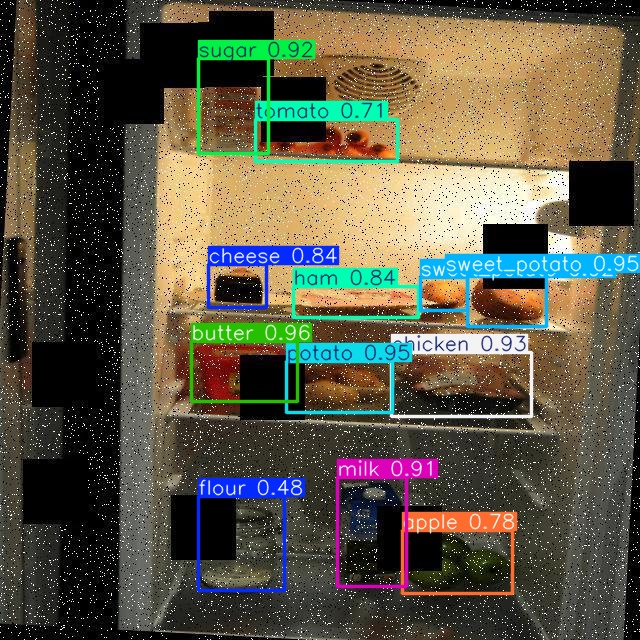 sugar 0.92
tomato 0.71
cheese 0.84
ham 0.84
sweet_potato 0.95
butter 0.96
potato 0.95
chicken 0.93
flour 0.48
milk 0.91
apple 0.78